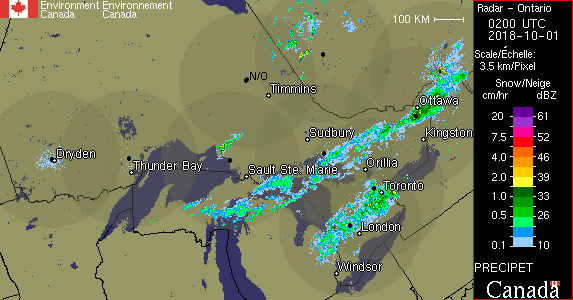 Environment Environnement
Canada Canada
100 KM
N/O
Timmins
Ottawa
Sudbury
Kingston
Dryden
Thunder Bay
Sault Ste. Marie
Orillia
Toronto
London
Windsor
Radar - Ontario
0200 UTC
2018-10-01
Scale/Échelle:
3.5 km/Pixel
Snow/Neige
cm/hr dBZ
20 61
7.5 57
5.0 52
4.0 46
2.0 39
1.0 33
0.5 26
0.1 10
PRECIPET
Canada